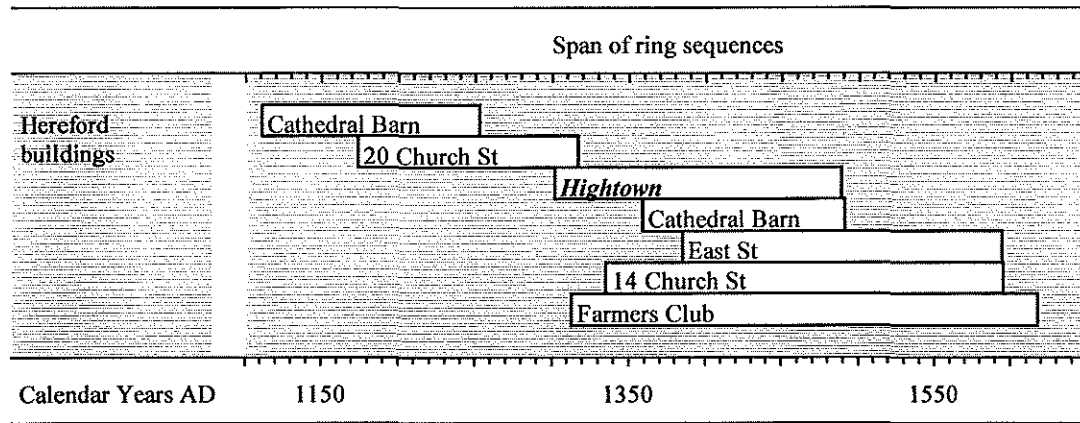 Span of ring sequences
Hereford
buildings
Cathedral Barn
20 Church St
Hightown
Cathedral Barn
East St
14 Church St
Farmers Club
Calendar Years AD 1150 1350 1550